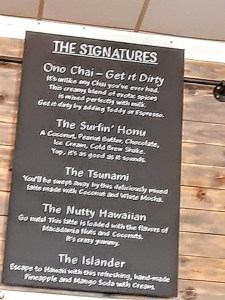 THE SIGNATURES
Ono Chai – Get it Dirty
It's unlike any Chai you've ever had.
This creamy blend of exotic spices
is mixed perfectly with milk.
Get it dirty by adding Toddy or Espresso.
The Surfin' Honu
A Coconut, Peanut Butter, Chocolate,
Ice Cream, Cold Brew Shake.
Yup, it's as good as it sounds.
The Tsunami
You'll be swept away by this deliciously mixed
latte made with Coconut and White Mocha.
The Nutty Hawaiian
Go nuts! This latte is loaded with the flavors of
Macadamia Nuts and Coconuts.
It's crazy yummy.
The Islander
Escape to Hawaii with this refreshing, hand-made
Pineapple and Mango Soda with Cream.